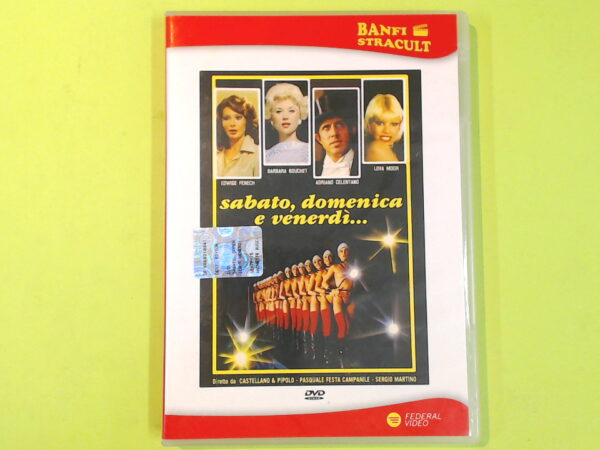 BANFI
STRACULT
EDWIGE FENECH
BARBARA BOUCHET
ADRIANO CELENTANO
LOVA MOOR
sabato, domenica
e venerdì...
Diretto da CASTELLANO & PIPOLO - PASQUALE FESTA CAMPANILE - SERGIO MARTINO
DVD
FEDERAL
VIDEO